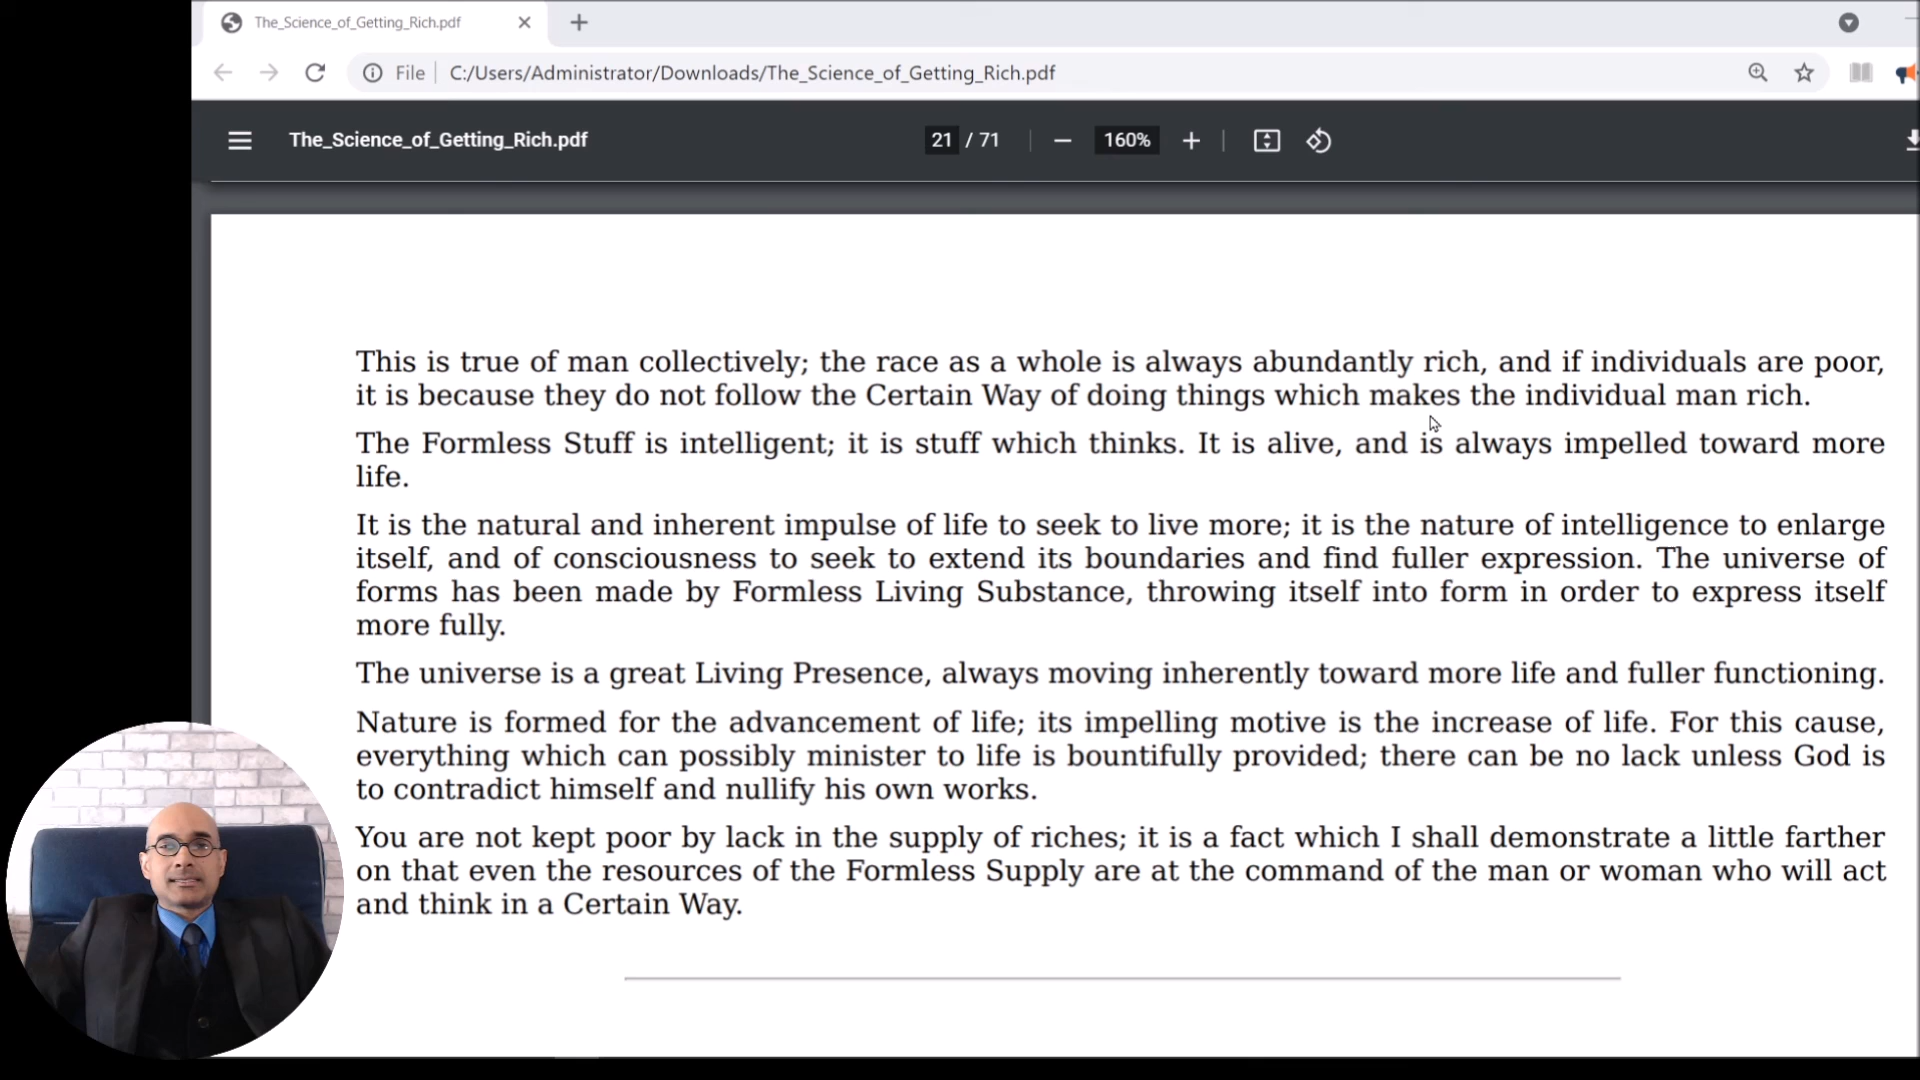 The_Science_of_Getting_Rich.pdf
File
C:/Users/Administrator/Downloads/The_Science_of_Getting_Rich.pdf
The_Science_of_Getting_Rich.pdf
21 / 71
160%
This is true of man collectively; the race as a whole is always abundantly rich, and if individuals are poor,
it is because they do not follow the Certain Way of doing things which makes the individual man rich.
The Formless Stuff is intelligent; it is stuff which thinks. It is alive, and is always impelled toward more
life.
It is the natural and inherent impulse of life to seek to live more; it is the nature of intelligence to enlarge
itself, and of consciousness to seek to extend its boundaries and find fuller expression. The universe of
forms has been made by Formless Living Substance, throwing itself into form in order to express itself
more fully.
The universe is a great Living Presence, always moving inherently toward more life and fuller functioning.
Nature is formed for the advancement of life; its impelling motive is the increase of life. For this cause,
everything which can possibly minister to life is bountifully provided; there can be no lack unless God is
to contradict himself and nullify his own works.
You are not kept poor by lack in the supply of riches; it is a fact which I shall demonstrate a little farther
on that even the resources of the Formless Supply are at the command of the man or woman who will act
and think in a Certain Way.